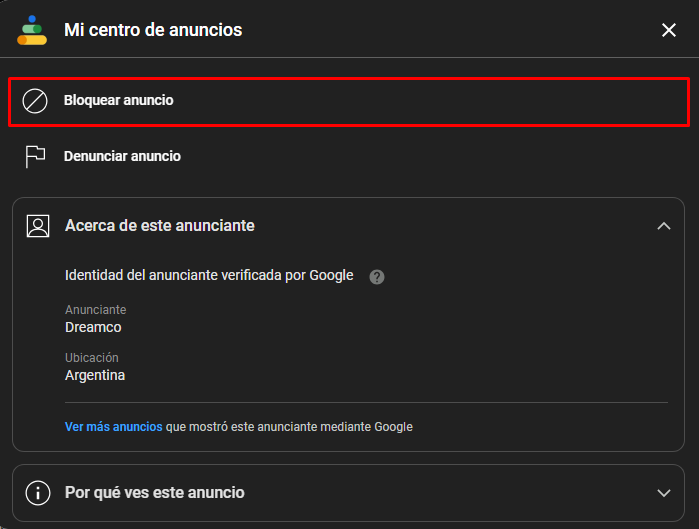 Mi centro de anuncios
Bloquear anuncio
Denunciar anuncio
Acerca de este anunciante
Identidad del anunciante verificada por Google
Anunciante
Dreamco
Ubicación
Argentina
Ver más anuncios que mostró este anunciante mediante Google
Por qué ves este anuncio